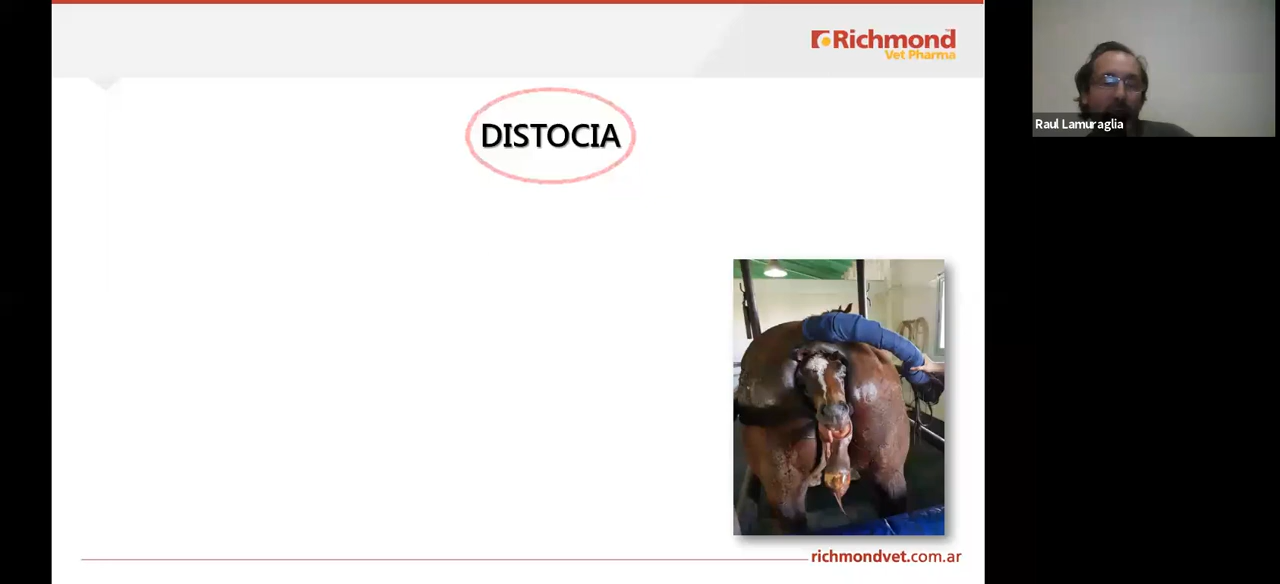 Richmond
Vet Pharma
DISTOCIA
Raul Lamuraglia
richmondvet.com.ar